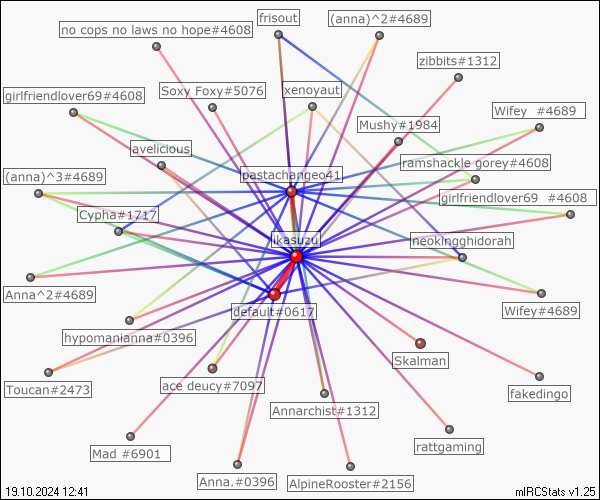 frisout
(anna)^2#4689
no cops no laws no hope#4608
zibbits#1312
Soxy Foxy#5076
xenoyaut
girlfriendlover69#4608
Wifey  #4689
Mushy#1984
avelicious
ramshackle gorey#4608
(anna)^3#4689
pastachangeo41
girlfriendlover69  #4608
Cypha#1717
ikasuzu
neokingghidorah
Anna^2#4689
default#0617
Wifey#4689
hypomanianna#0396
Skalman
Toucan#2473
ace deucy#7097
fakedingo
Annarchist#1312
Mad #6901
rattgaming
Anna.#0396
AlpineRooster#2156
19.10.2024 12:41
mIRCStats v1.25